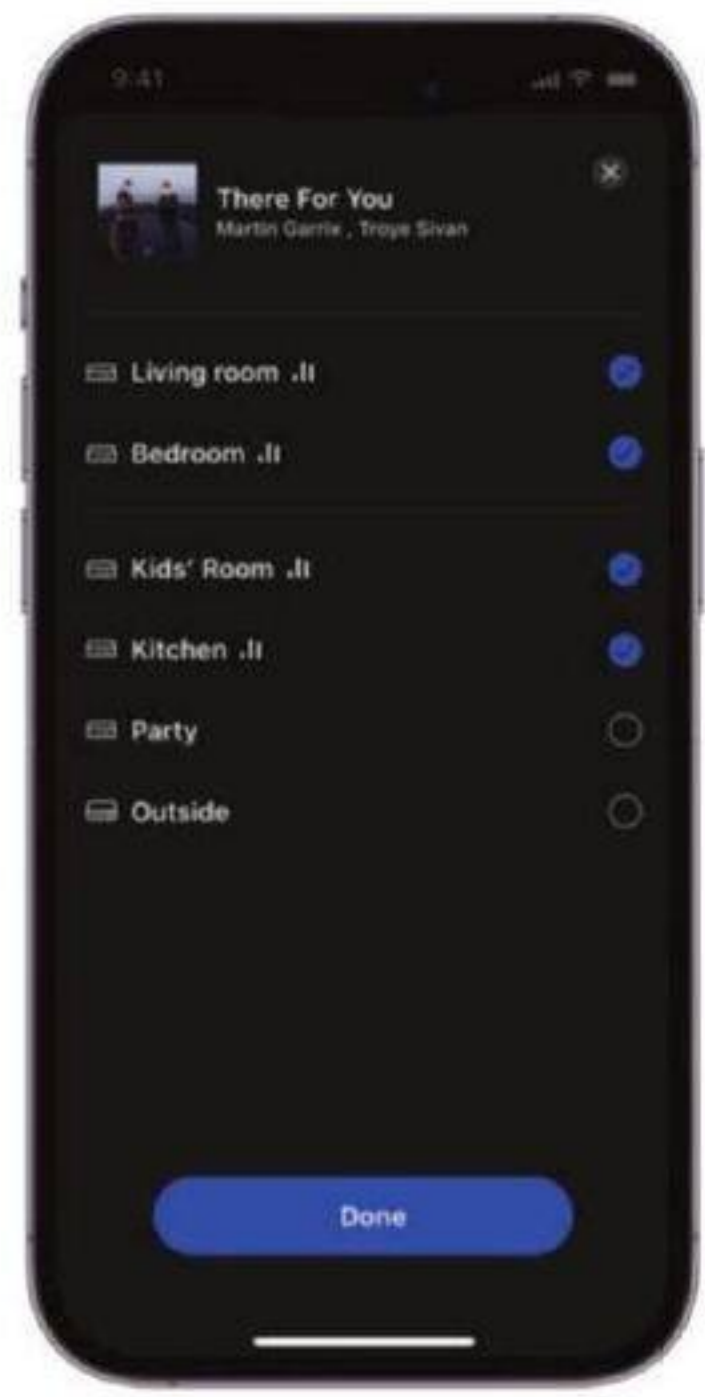 9:41
There For You
Martin Garrix , Troye Sivan
Living room
Bedroom
Kids' Room
Kitchen
Party
Outside
Done